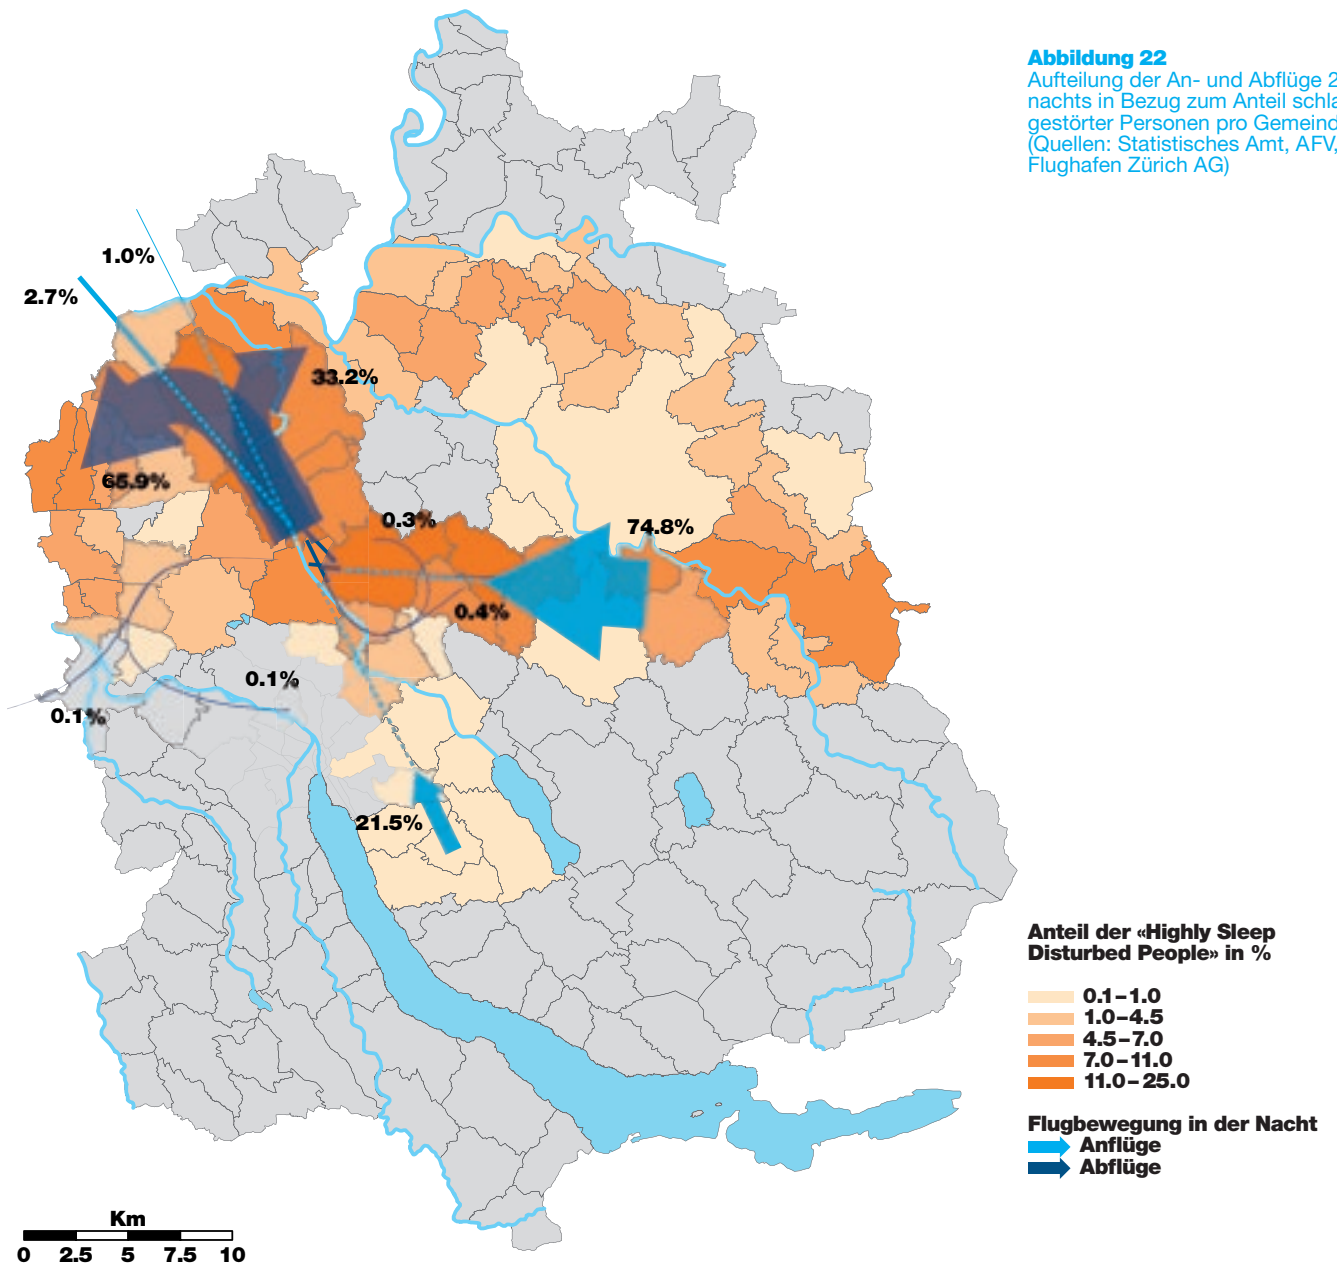 Abbildung 22
Aufteilung der An- und Abflüge
nachts in Bezug zum Anteil
gestörter Personen pro
(Quellen: Statistisches Amt, AFV,
Flughafen Zürich AG)
1.0%
2.7%
33.2%
65.9%
0.3%
74.8%
0.4%
0.1%
0.1%
21.5%
Anteil der «Highly Sleep
Disturbed People» in %
0.1–1.0
1.0–4.5
4.5–7.0
7.0–11.0
11.0–25.0
Flugbewegung in der Nacht
Anflüge
Abflüge
Km
0 2.5 5 7.5 10